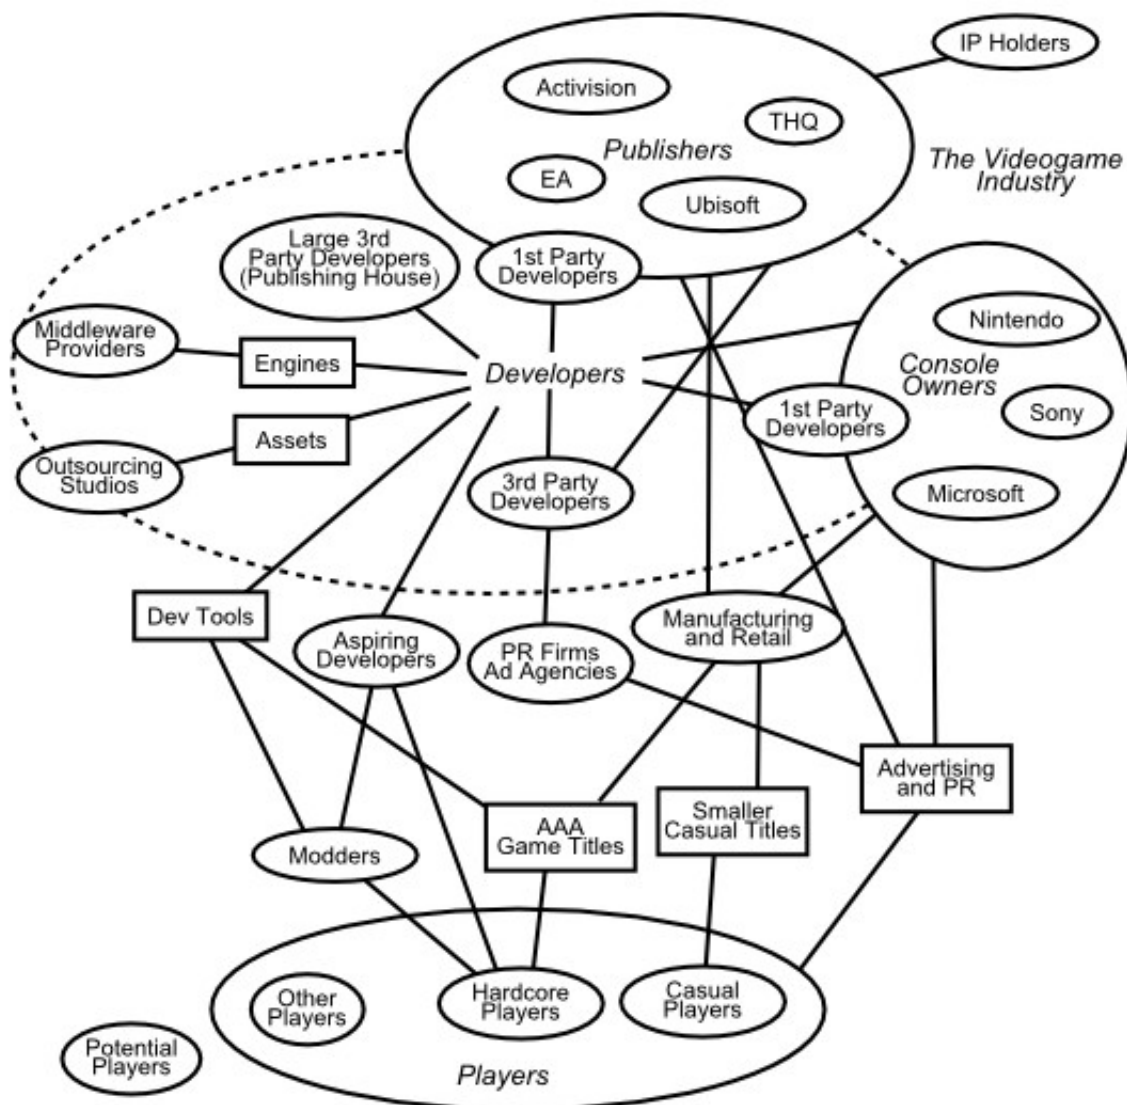 IP Holders
Activision
THQ
Publishers
The Videogame
Industry
EA
Ubisoft
Large 3rd
Party Developers
(Publishing House)
1st Party
Developers
Middleware
Providers
Engines
Developers
Nintendo
Console
Owners
Sony
1st Party
Developers
Assets
Outsourcing
Studios
3rd Party
Developers
Microsoft
Dev Tools
Aspiring
Developers
PR Firms
Ad Agencies
Manufacturing
and Retail
Advertising
and PR
AAA
Game Titles
Smaller
Casual Titles
Modders
Other
Players
Hardcore
Players
Casual
Players
Potential
Players
Players